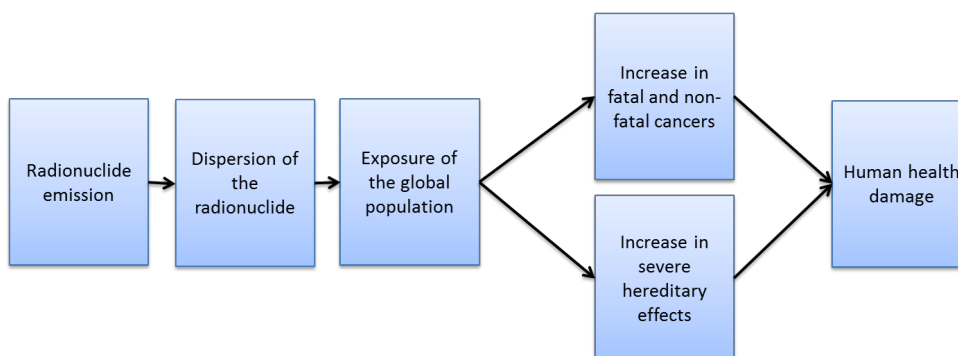 Radionuclide
emission
Dispersion of
the
radionuclide
Exposure of
the global
population
Increase in
fatal and non-
fatal cancers
Increase in
severe
hereditary
effects
Human health
damage